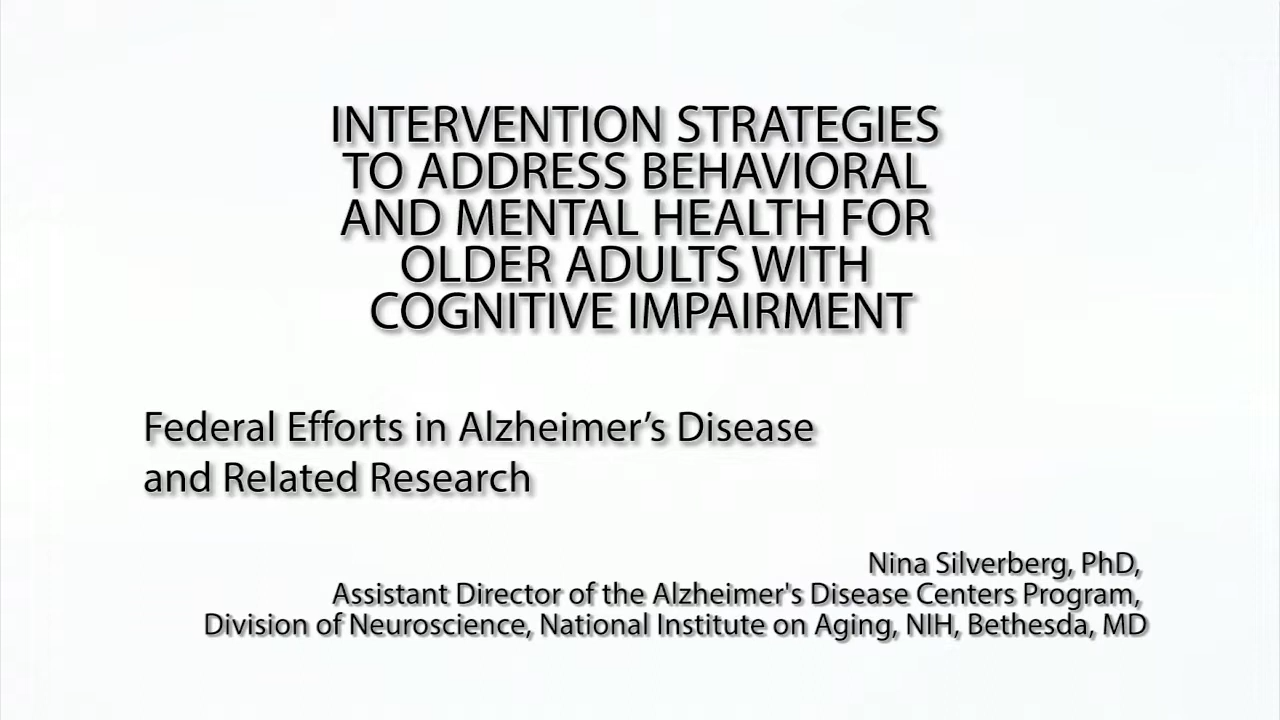 INTERVENTION STRATEGIES
TO ADDRESS BEHAVIORAL
AND MENTAL HEALTH FOR
OLDER ADULTS WITH
COGNITIVE IMPAIRMENT
Federal Efforts in Alzheimer’s Disease
and Related Research
Nina Silverberg, PhD,
Assistant Director of the Alzheimer's Disease Centers Program,
Division of Neuroscience, National Institute on Aging, NIH, Bethesda, MD